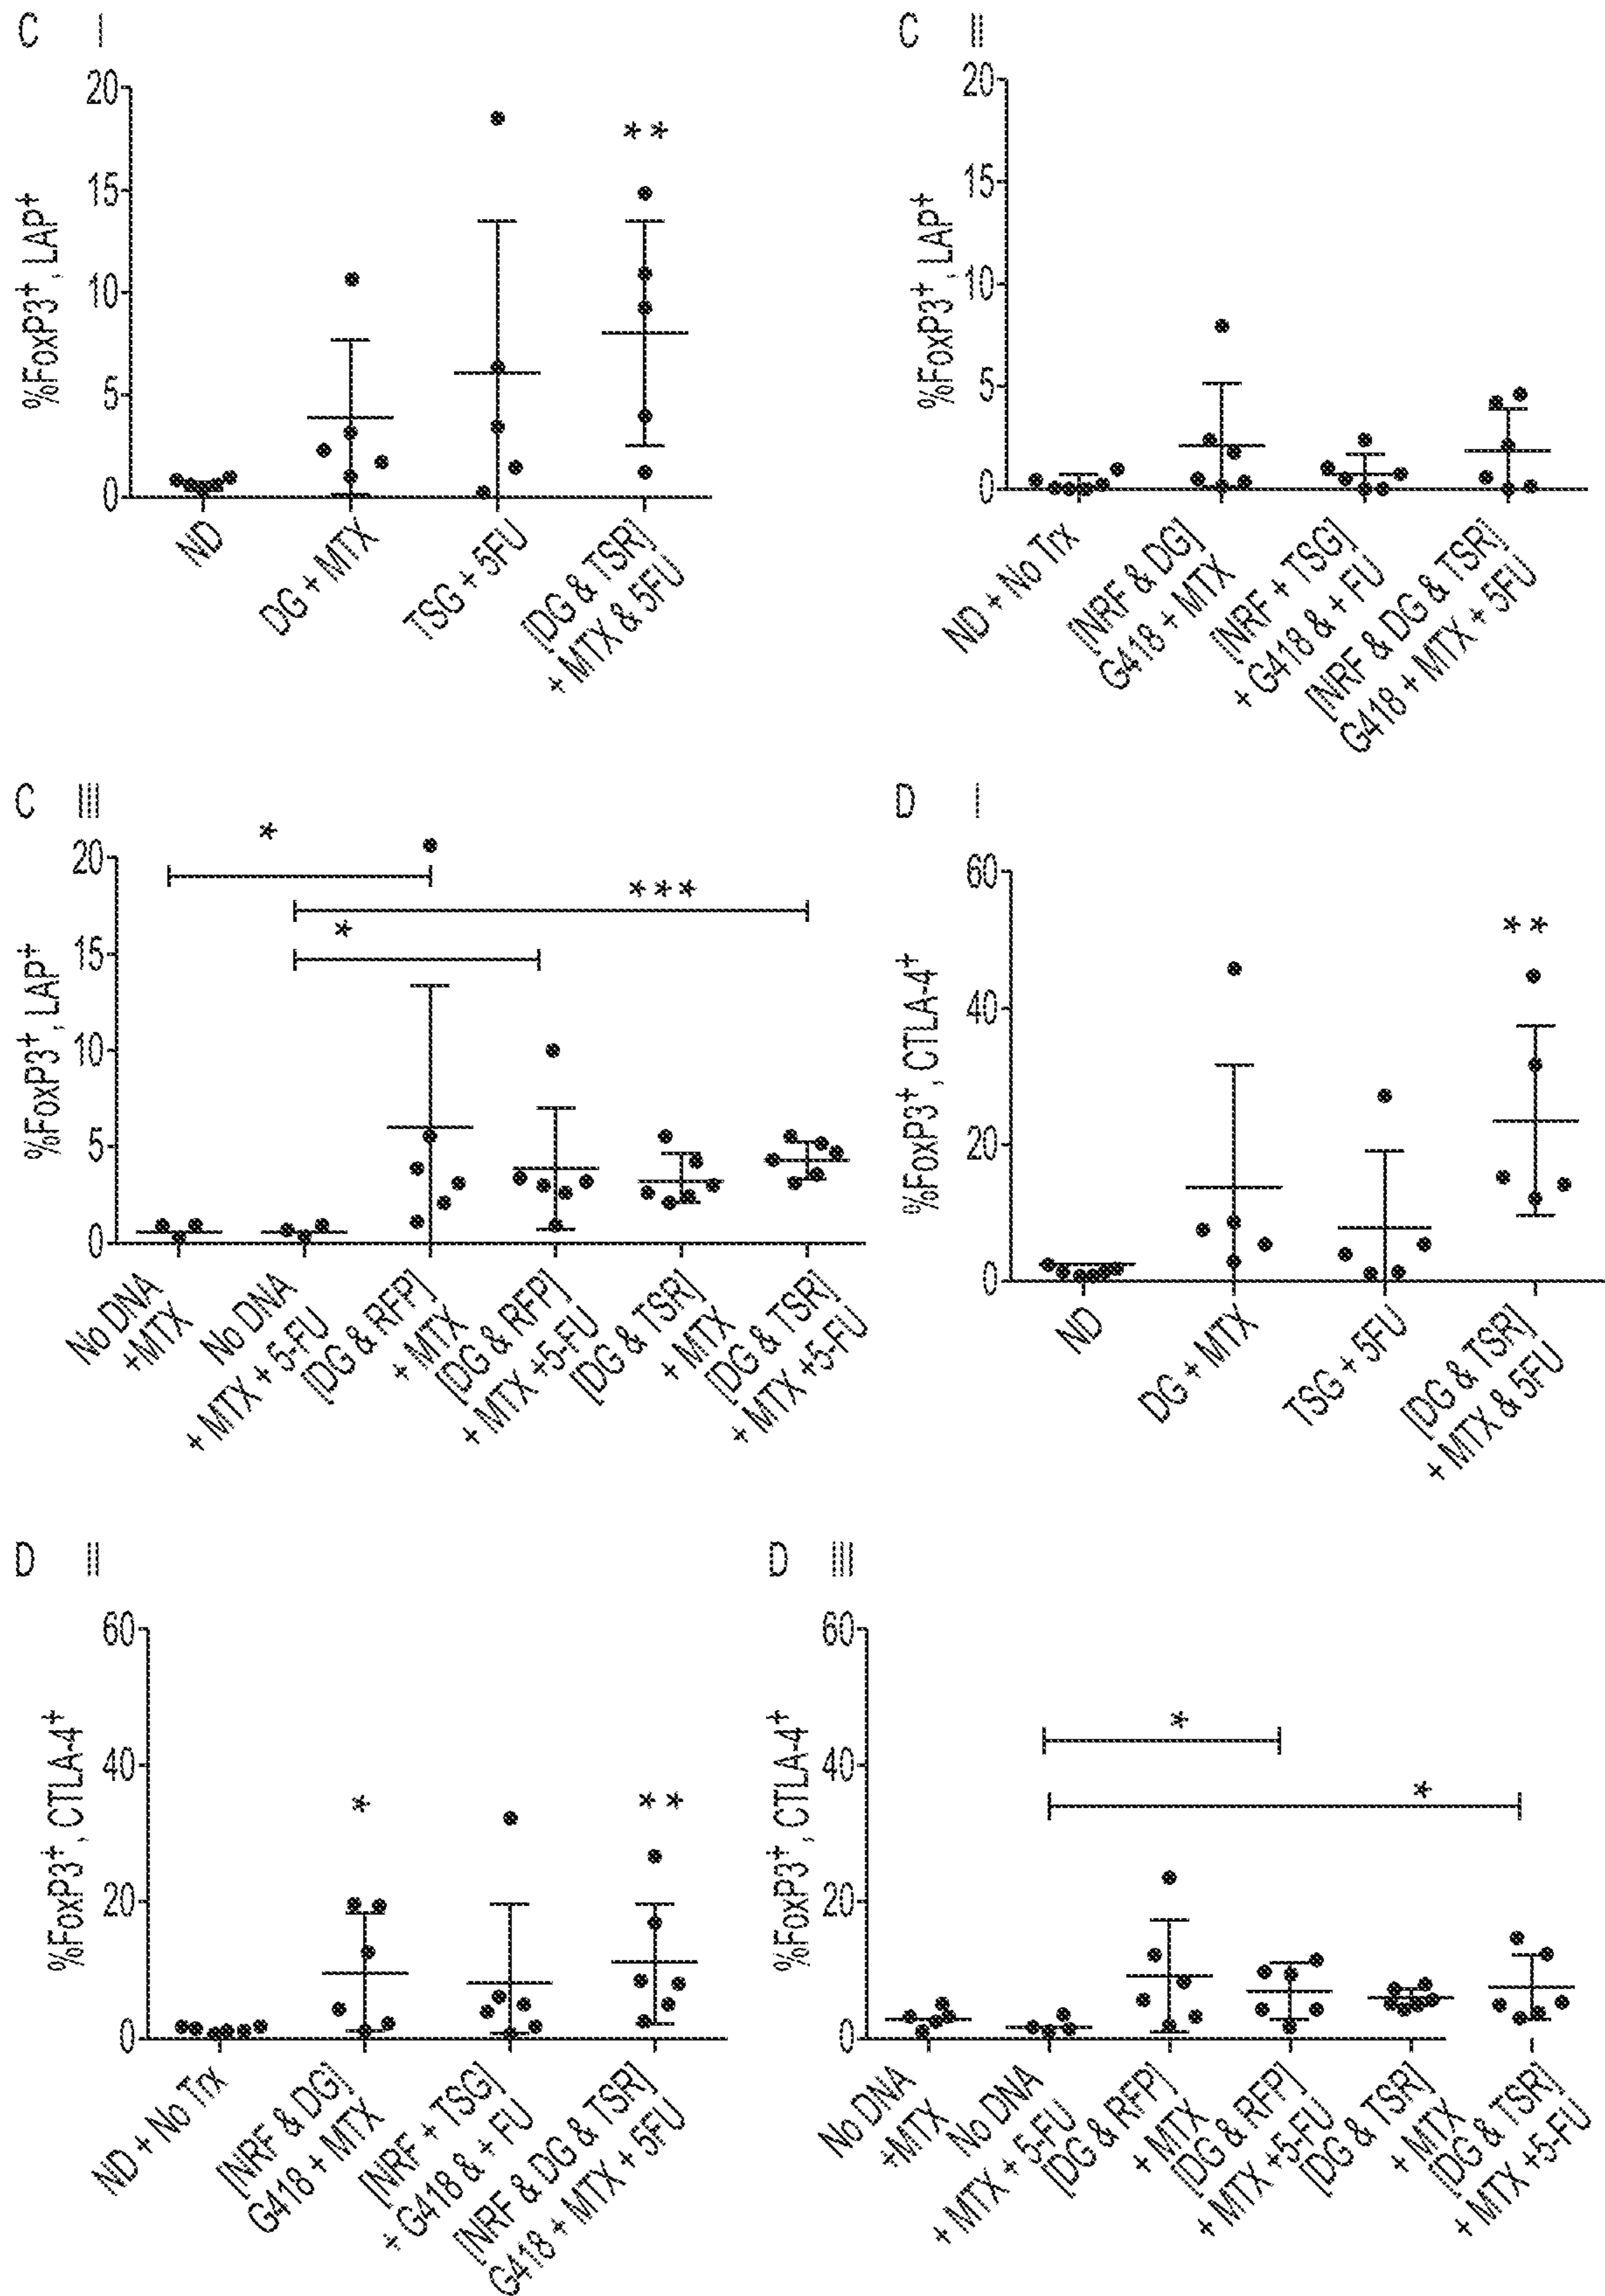 C I
20
15
10
5
0
%FoxP3+, LAP+
**
ND
DG + MTX
TSG + 5FU
[DG & TSR]
+ MTX & 5FU
C II
20
15
10
5
0
%FoxP3+, LAP+
ND + No Trx
[NRF & DG]
G418 + MTX
[NRF + TSG]
+ G418 & + FU
[NRF & DG & TSR]
G418 + MTX + 5FU
C III
20
15
10
5
0
%FoxP3+, LAP+
*
***
*
No DNA
+MTX
No DNA
+ MTX + 5-FU
[DG & RFP]
+ MTX
[DG & RFP]
+ MTX +5-FU
[DG & TSR]
+ MTX
[DG & TSR]
+ MTX +5-FU
D I
60
40
20
0
%FoxP3+, CTLA-4+
**
ND
DG + MTX
TSG + 5FU
[DG & TSR]
+ MTX & 5FU
D II
60
40
20
0
%FoxP3+, CTLA-4+
*
**
ND + No Trx
[NRF & DG]
G418 + MTX
[NRF + TSG]
+ G418 & + FU
[NRF & DG & TSR]
G418 + MTX + 5FU
D III
60
40
20
0
%FoxP3+, CTLA-4+
*
*
No DNA
+MTX
No DNA
+ MTX + 5-FU
[DG & RFP]
+ MTX
[DG & RFP]
+ MTX +5-FU
[DG & TSR]
+ MTX
[DG & TSR]
+ MTX +5-FU